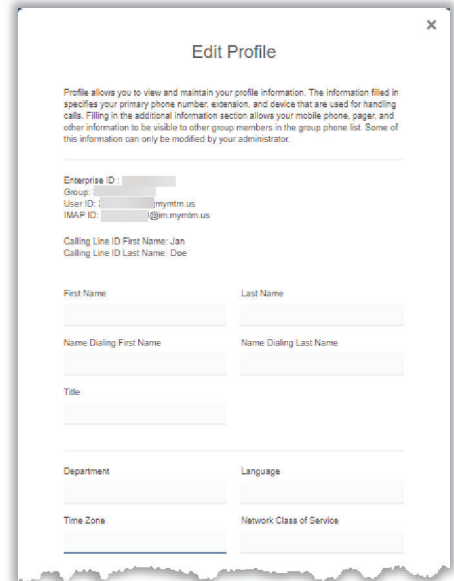 ×
Edit Profile
Profile allows you to view and maintain your profile information. The information filled in
specifies your primary phone number, extension, and device that are used for handling
calls. Filling in the additional information section allows your mobile phone, pager, and
other information to be visible to other group members in the group phone list. Some of
this information can only be modified by your administrator.
Enterprise ID :
Group:
User ID: mymtm.us
IMAP ID: @im.mymtm.us
Calling Line ID First Name: Jan
Calling Line ID Last Name: Doe
First Name Last Name
Name Dialing First Name Name Dialing Last Name
Title
Department Language
Time Zone Network Class of Service